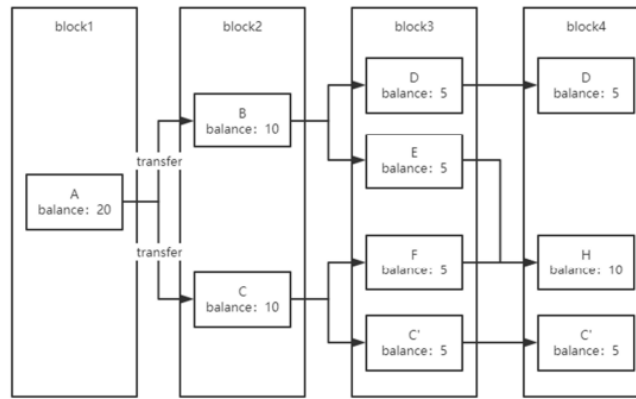 block1
A
balance: 20
transfer
transfer
block2
B
balance: 10
C
balance: 10
block3
D
balance: 5
E
balance: 5
F
balance: 5
C'
balance: 5
block4
D
balance: 5
H
balance: 10
C'
balance: 5